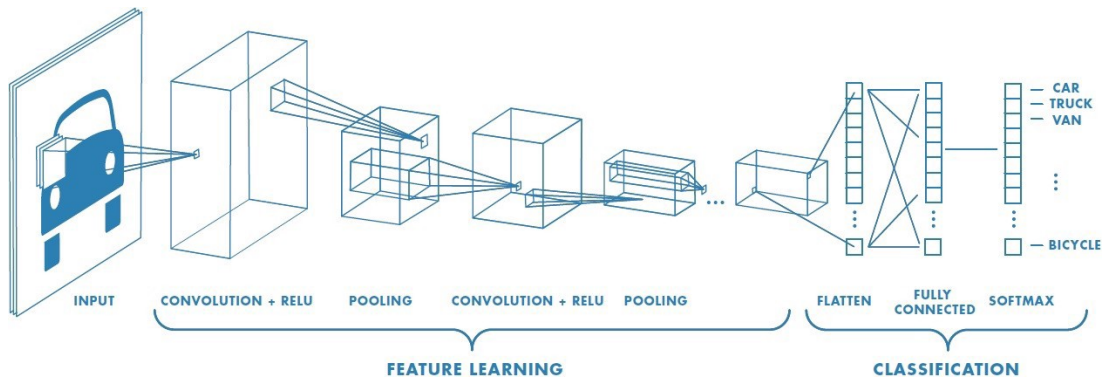 CAR
TRUCK
VAN
BICYCLE
INPUT
CONVOLUTION + RELU
POOLING
CONVOLUTION + RELU
POOLING
FLATTEN
FULLY
CONNECTED
SOFTMAX
FEATURE LEARNING
CLASSIFICATION